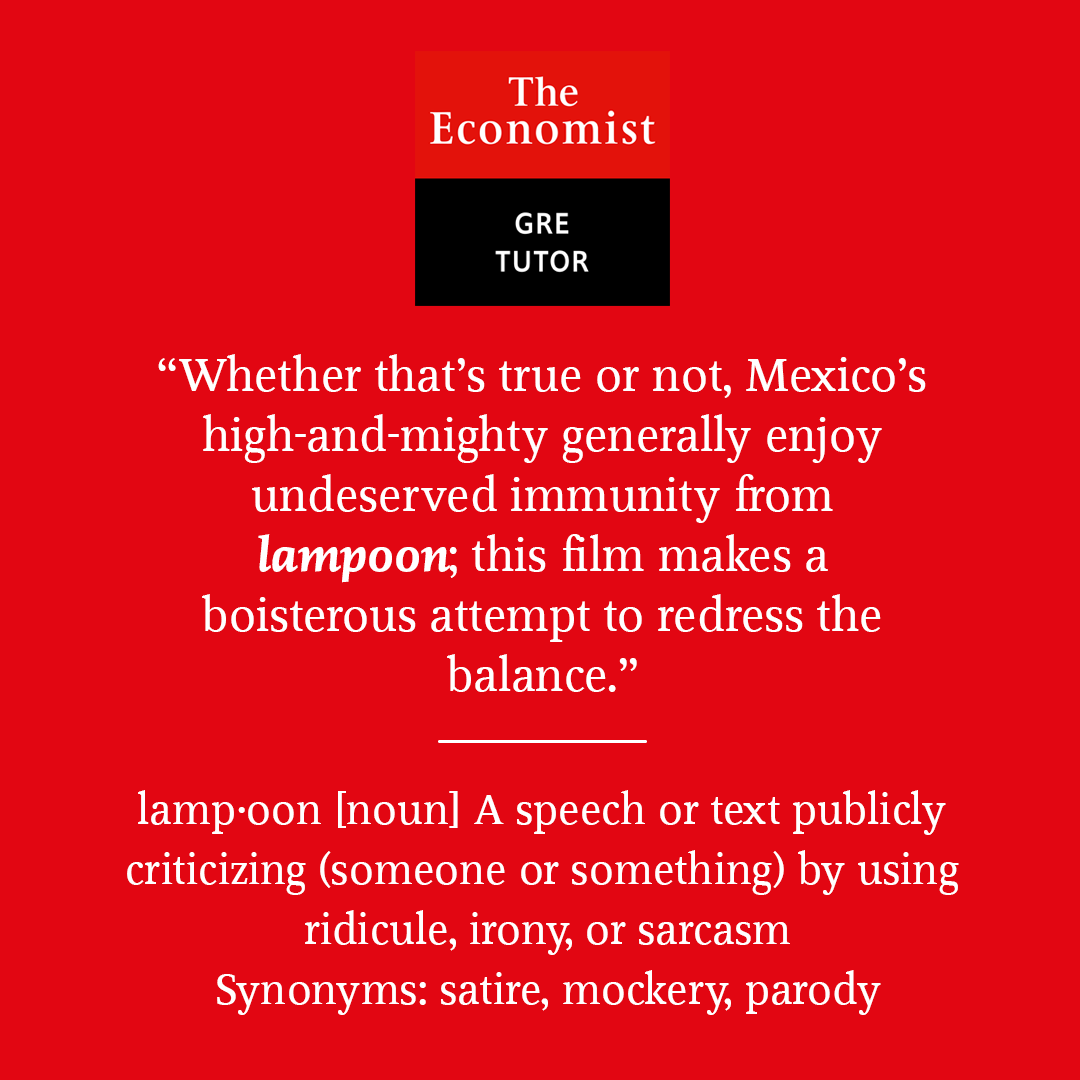 The
Economist
GRE
TUTOR
“Whether that’s true or not, Mexico’s
high-and-mighty generally enjoy
undeserved immunity from
lampoon; this film makes a
boisterous attempt to redress the
balance.”
lamp·oon [noun] A speech or text publicly
criticizing (someone or something) by using
ridicule, irony, or sarcasm
Synonyms: satire, mockery, parody